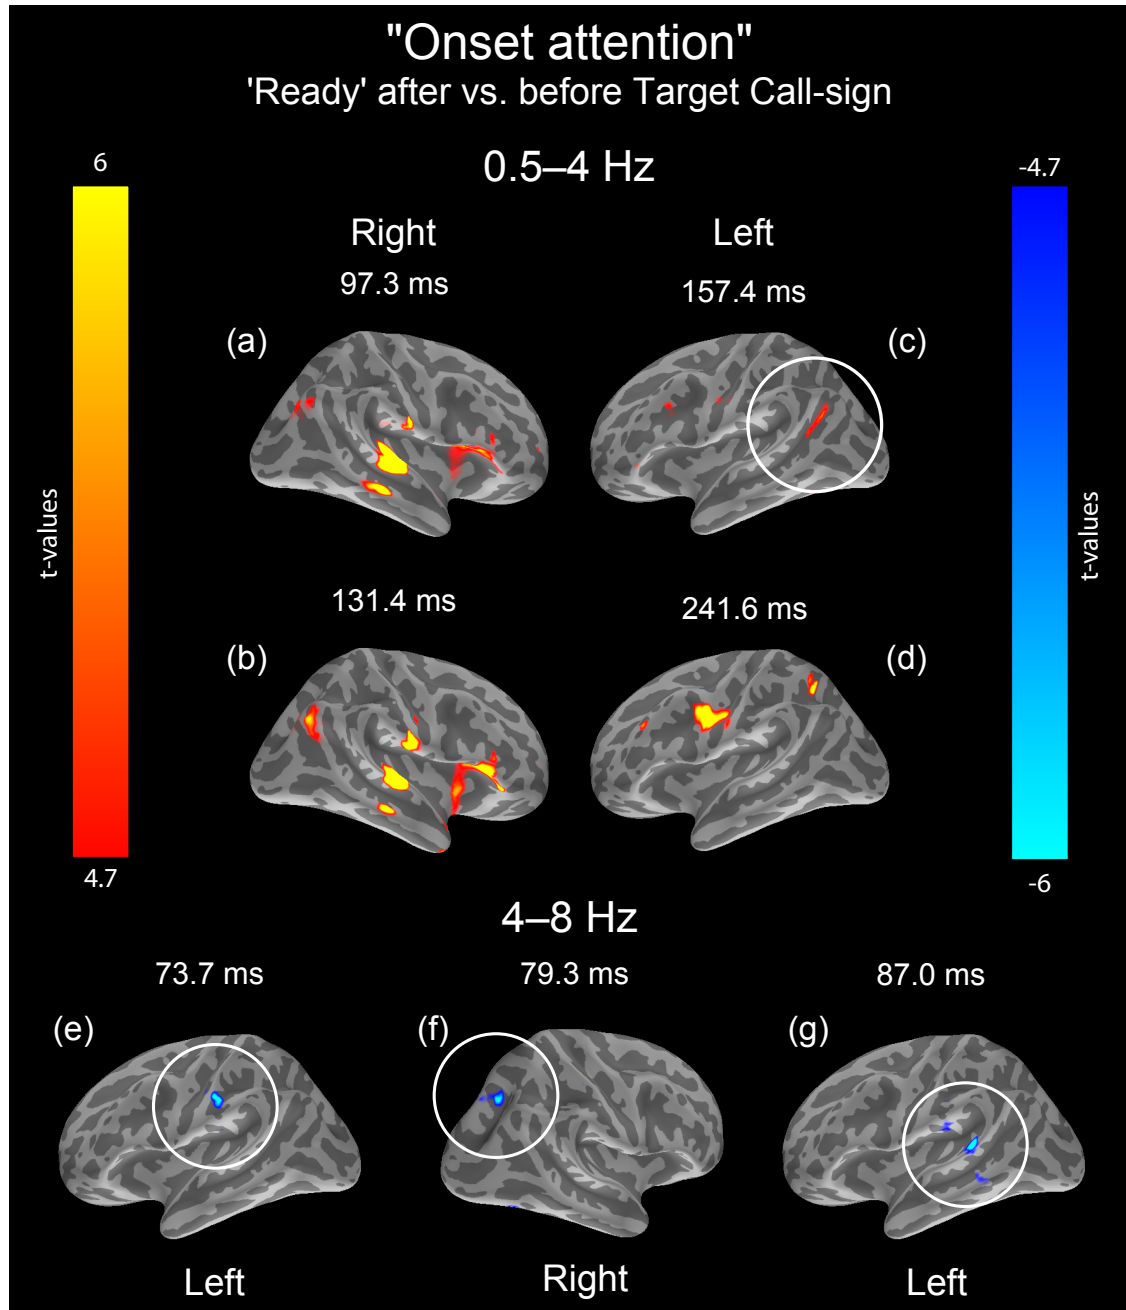 "Onset attention"
'Ready' after vs. before Target Call-sign
0.5–4 Hz
6
-4.7
Right
Left
97.3 ms
157.4 ms
(a)
(c)
t-values
t-values
131.4 ms
241.6 ms
(b)
(d)
4.7
-6
4–8 Hz
73.7 ms
79.3 ms
87.0 ms
(e)
(f)
(g)
Left
Right
Left